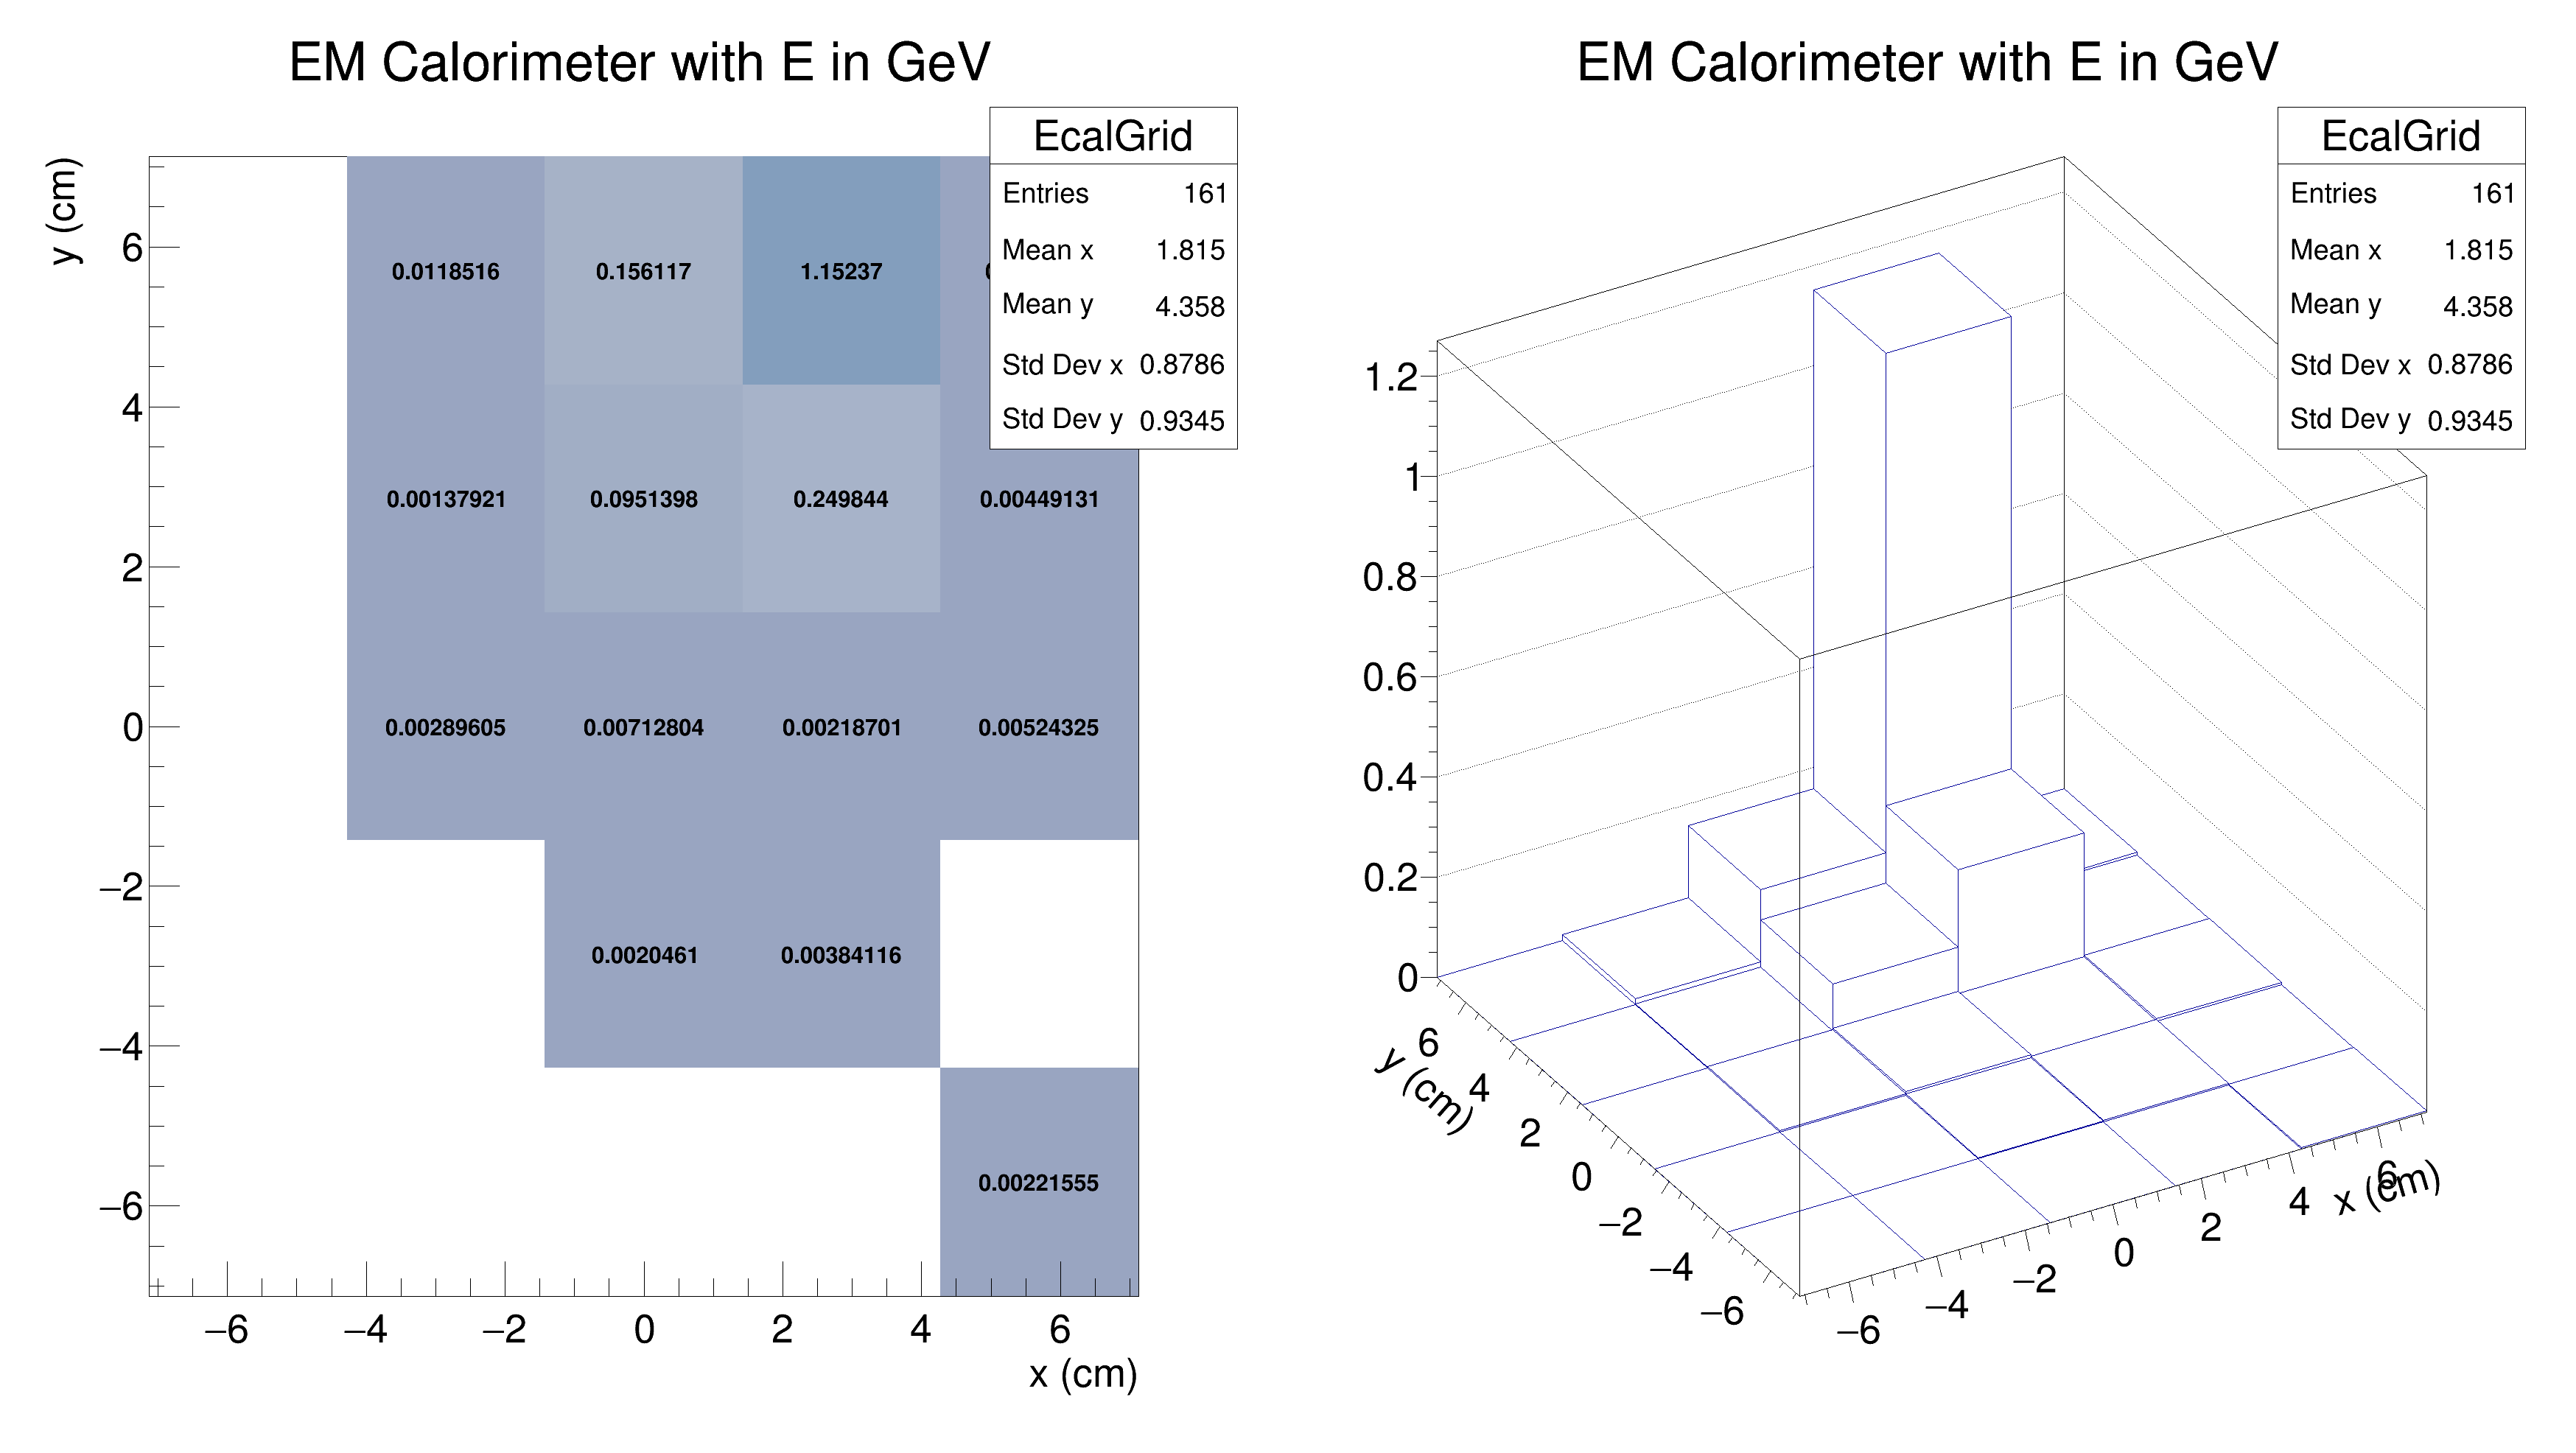 EM Calorimeter with E in GeV
EcalGrid
Entries 161
Mean x 1.815
Mean y 4.358
Std Dev x 0.8786
Std Dev y 0.9345
y (cm)
6
4
2
0
−2
−4
−6
0.0118516 0.156117 1.15237
0.00137921 0.0951398 0.249844 0.00449131
0.00289605 0.00712804 0.00218701 0.00524325
0.0020461 0.00384116
0.00221555
−6 −4 −2 0 2 4 6
x (cm)
EM Calorimeter with E in GeV
EcalGrid
Entries 161
Mean x 1.815
Mean y 4.358
Std Dev x 0.8786
Std Dev y 0.9345
1.2
1
0.8
0.6
0.4
0.2
0
y (cm)
6
4
2
0
−2
−4
−6
−6 −4 −2 0 2 4 6
x (cm)